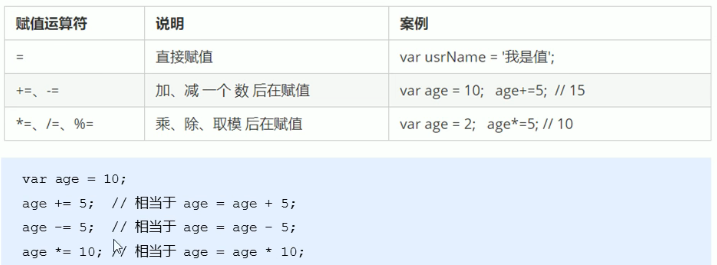 赋值运算符 说明 案例
= 直接赋值 var usrName = '我是值';
+=、-= 加、减 一个 数 后在赋值 var age = 10; age+=5; // 15
*=、/=、%= 乘、除、取模 后在赋值 var age = 2; age*=5; // 10
var age = 10;
age += 5; // 相当于 age = age + 5;
age -= 5; // 相当于 age = age - 5;
age *= 10; // 相当于 age = age * 10;